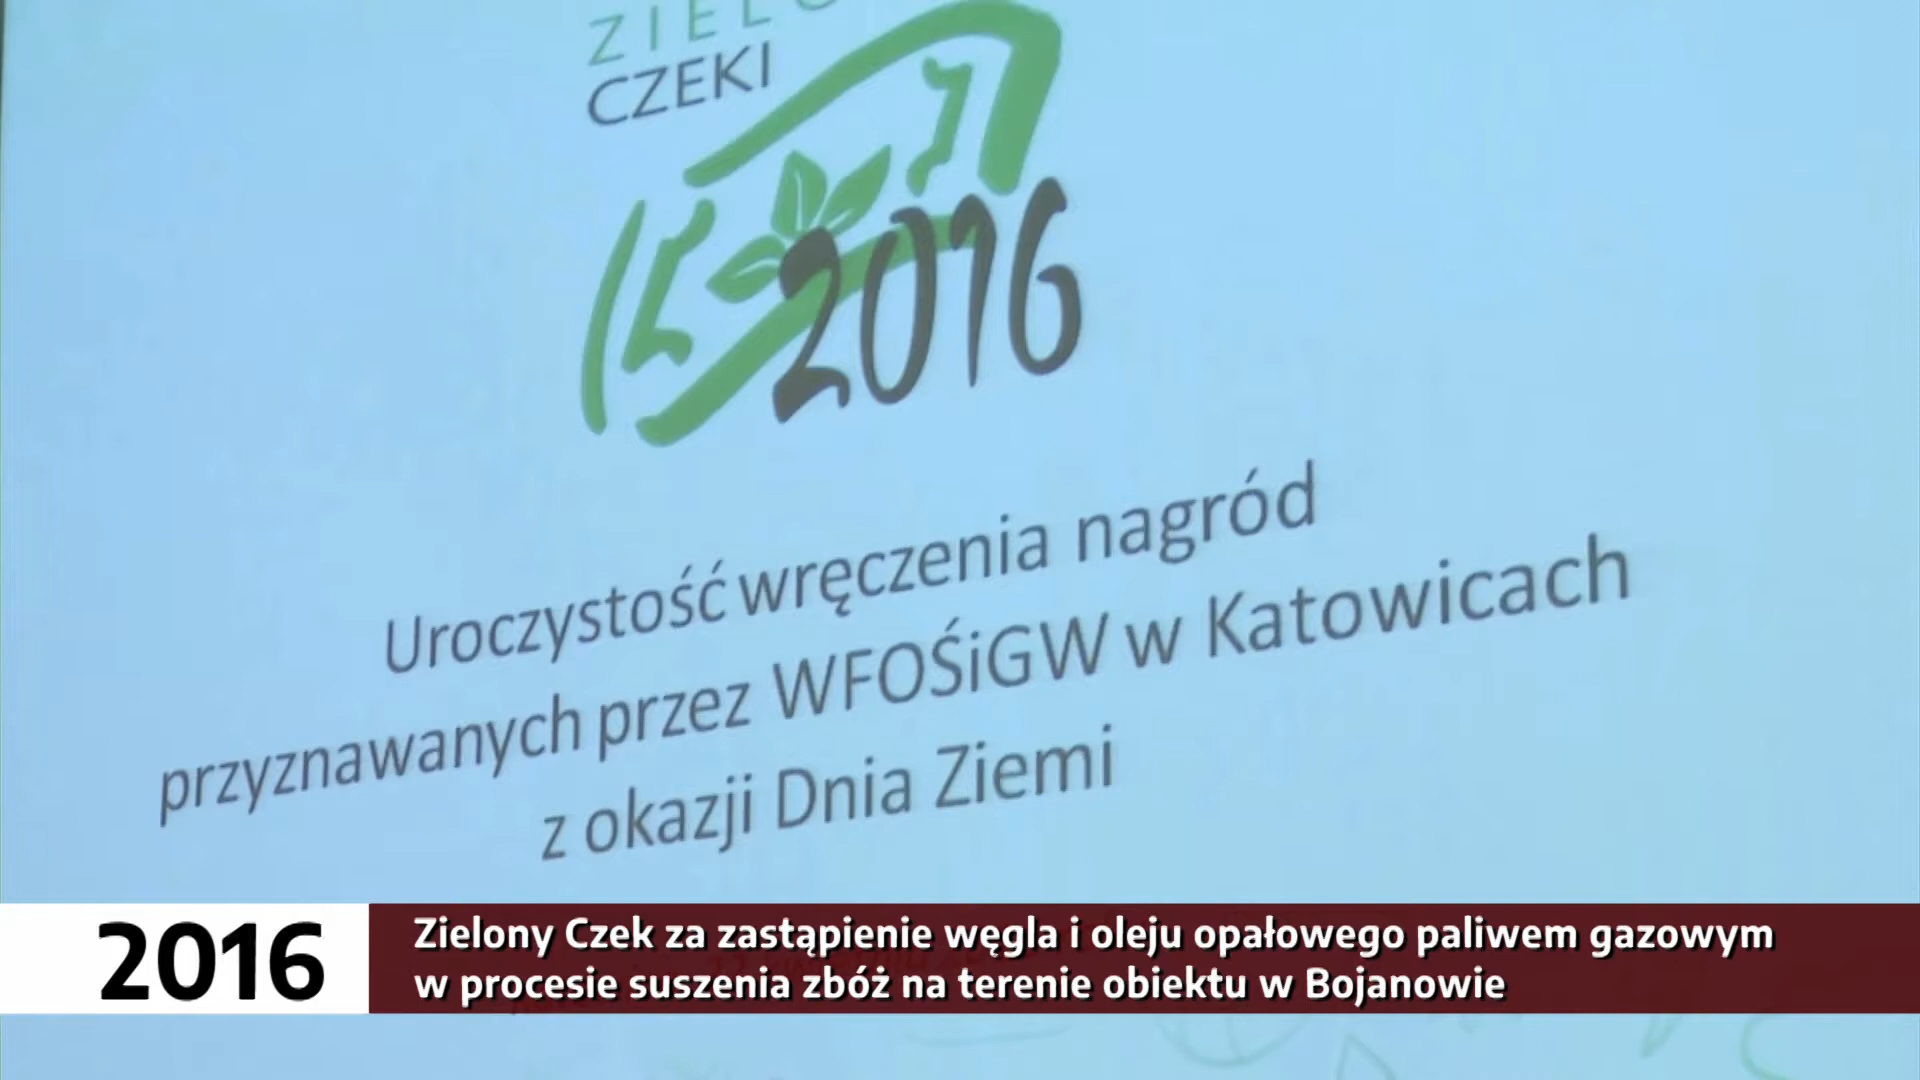 CZEKI
2016
Uroczystość wręczenia nagród
przyznawanych przez WFOŚiGW w Katowicach
z okazji Dnia Ziemi
2016
Zielony Czek za zastąpienie węgla i oleju opałowego paliwem gazowym
w procesie suszenia zbóż na terenie obiektu w Bojanowie